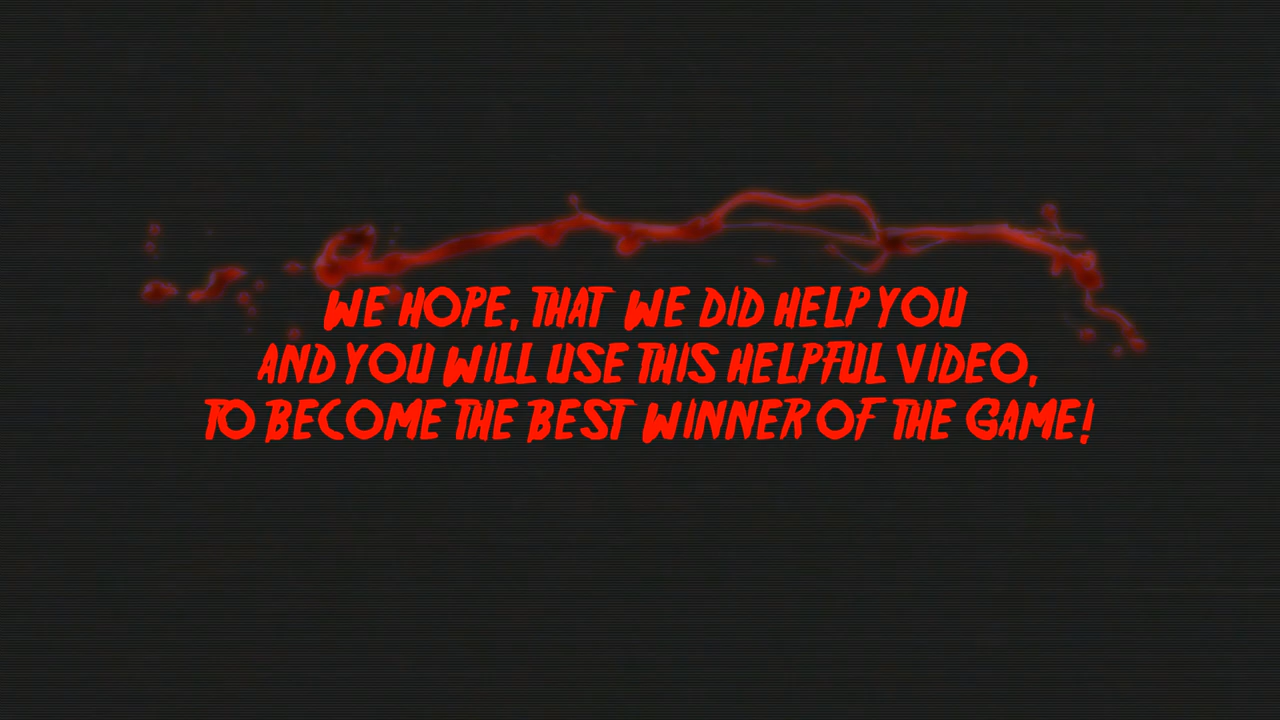 WE HOPE, THAT WE DID HELP YOU
AND YOU WILL USE THIS HELPFUL VIDEO,
TO BECOME THE BEST WINNER OF THE GAME!